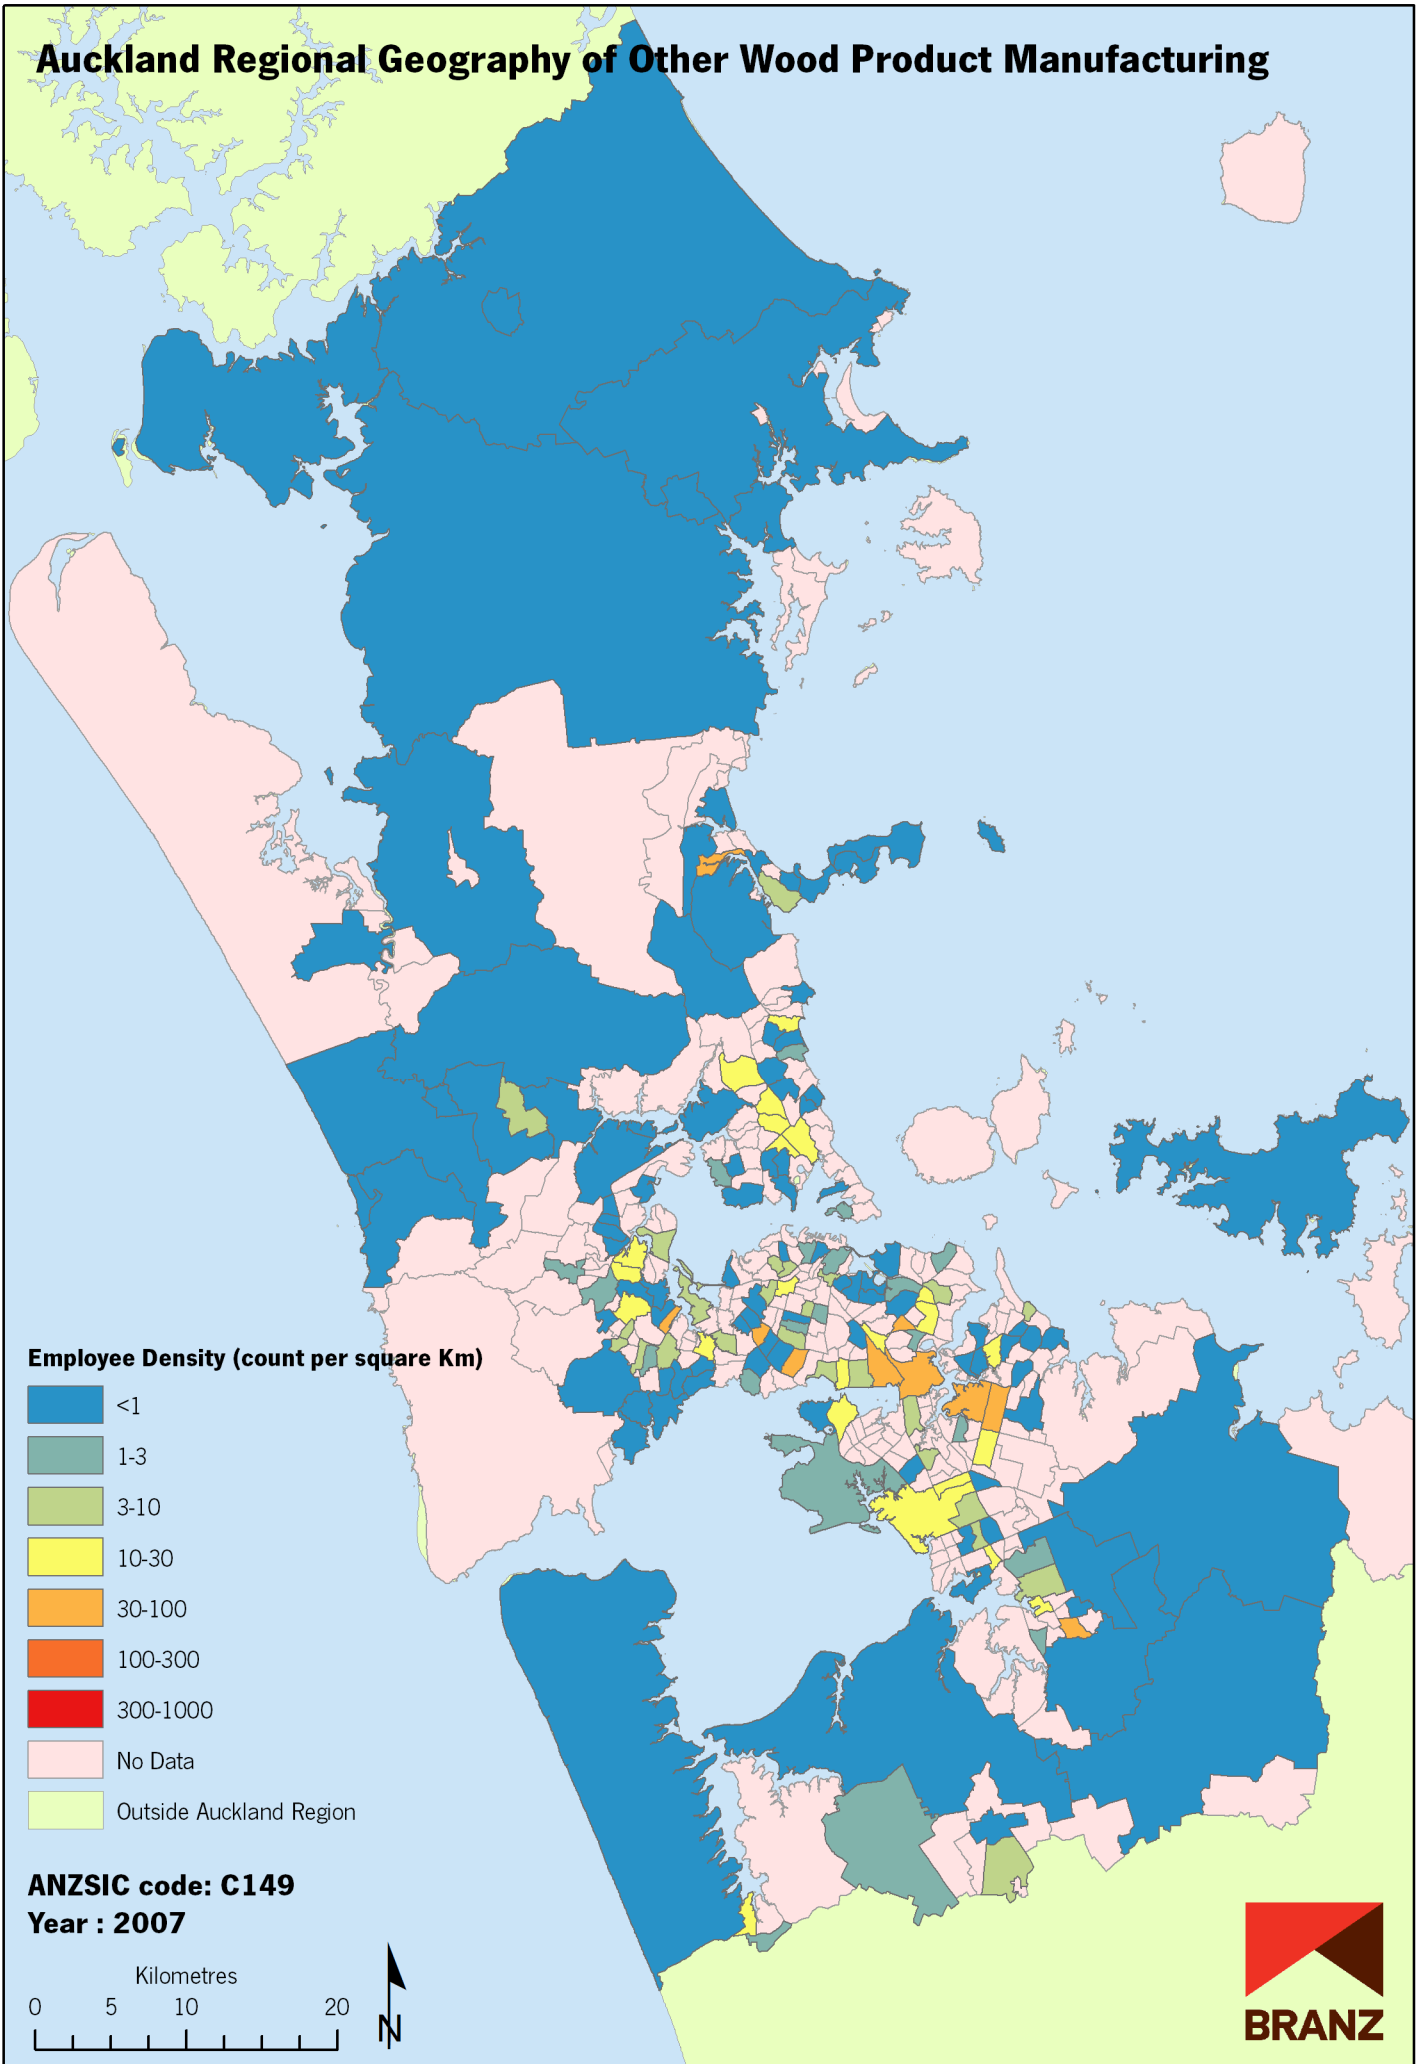 Auckland Regional Geography of Other Wood Product Manufacturing
Employee Density (count per square Km)
<1
1-3
3-10
10-30
30-100
100-300
300-1000
No Data
Outside Auckland Region
ANZSIC code: C149
Year : 2007
Kilometres
0 5 10 20
N
BRANZ